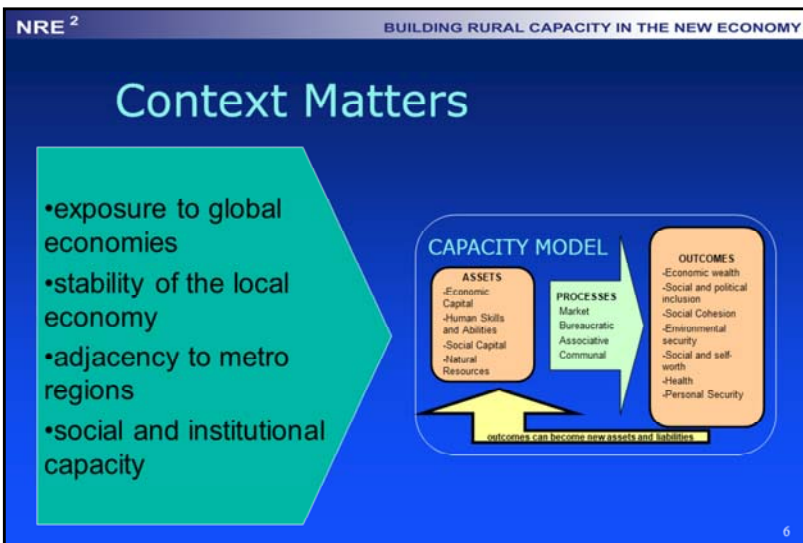 NRE 2
BUILDING RURAL CAPACITY IN THE NEW ECONOMY
Context Matters
•exposure to global
economies
•stability of the local
economy
•adjacency to metro
regions
•social and institutional
capacity
CAPACITY MODEL
ASSETS
-Economic
Capital
-Human Skills
and Abilities
-Social Capital
-Natural
Resources
PROCESSES
Market
Bureaucratic
Associative
Communal
OUTCOMES
-Economic wealth
-Social and political
inclusion
-Social Cohesion
-Environmental
security
-Social and self-
worth
-Health
-Personal Security
outcomes can become new assets and liabilities
6